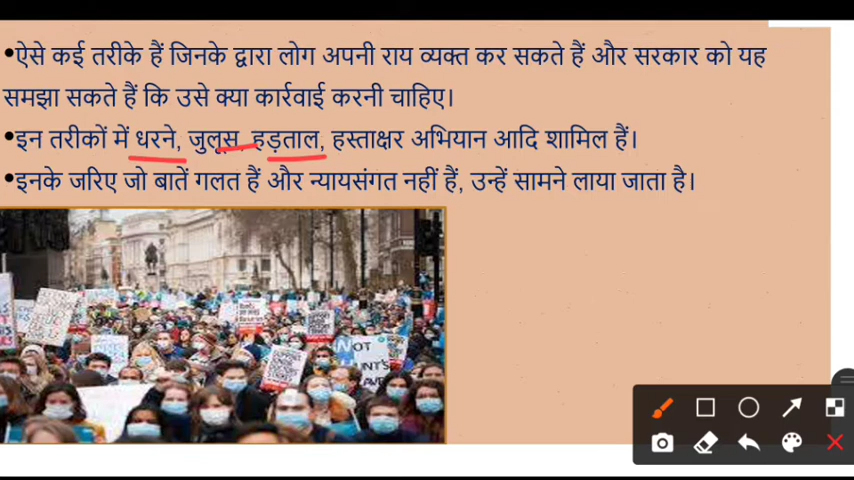 •ऐसे कई तरीके हैं जिनके द्वारा लोग अपनी राय व्यक्त कर सकते हैं और सरकार को यह
समझा सकते हैं कि उसे क्या कार्रवाई करनी चाहिए।
•इन तरीकों में धरने, जुलूस, हड़ताल, हस्ताक्षर अभियान आदि शामिल हैं।
•इनके जरिए जो बातें गलत हैं और न्यायसंगत नहीं हैं, उन्हें सामने लाया जाता है।
NOT